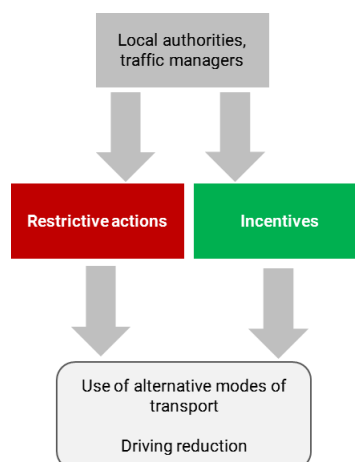 Local authorities,
traffic managers
Restrictive actions
Incentives
Use of alternative modes of
transport
Driving reduction